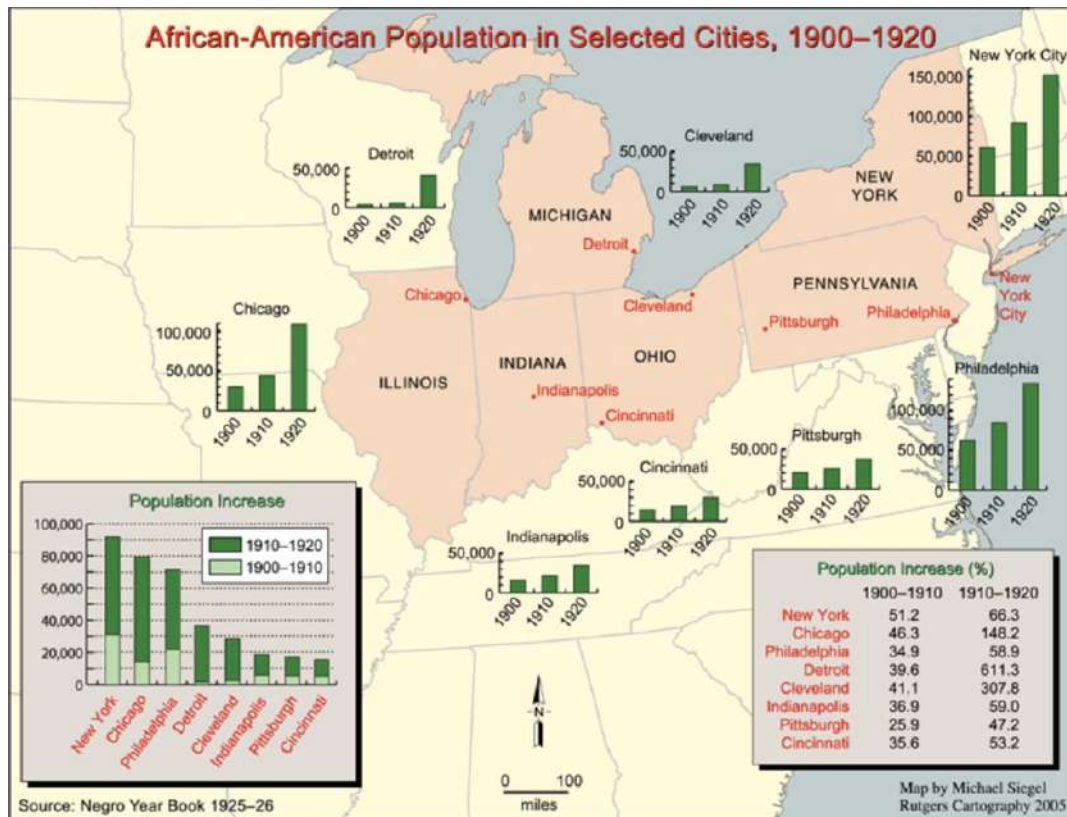 African-American Population in Selected Cities, 1900–1920
New York City
150,000
100,000
50,000
0
1900
1910
1920
Detroit
50,000
0
1900
1910
1920
Cleveland
50,000
0
1900
1910
1920
NEW
YORK
MICHIGAN
Detroit
Chicago
Cleveland
PENNSYLVANIA
Pittsburgh
Philadelphia
New
York
City
Chicago
100,000
50,000
0
1900
1910
1920
ILLINOIS
INDIANA
OHIO
Indianapolis
Cincinnati
Philadelphia
100,000
50,000
0
1900
1910
1920
Pittsburgh
50,000
0
1900
1910
1920
Cincinnati
50,000
0
1900
1910
1920
Indianapolis
50,000
0
1900
1910
1920
Population Increase
100,000
80,000
60,000
40,000
20,000
0
1910–1920
1900–1910
New York
Chicago
Philadelphia
Detroit
Cleveland
Indianapolis
Pittsburgh
Cincinnati
Population Increase (%)
1900–1910 1910–1920
New York 51.2 66.3
Chicago 46.3 148.2
Philadelphia 34.9 58.9
Detroit 39.6 611.3
Cleveland 41.1 307.8
Indianapolis 36.9 59.0
Pittsburgh 25.9 47.2
Cincinnati 35.6 53.2
N
0 100
miles
Source: Negro Year Book 1925–26
Map by Michael Siegel
Rutgers Cartography 2005